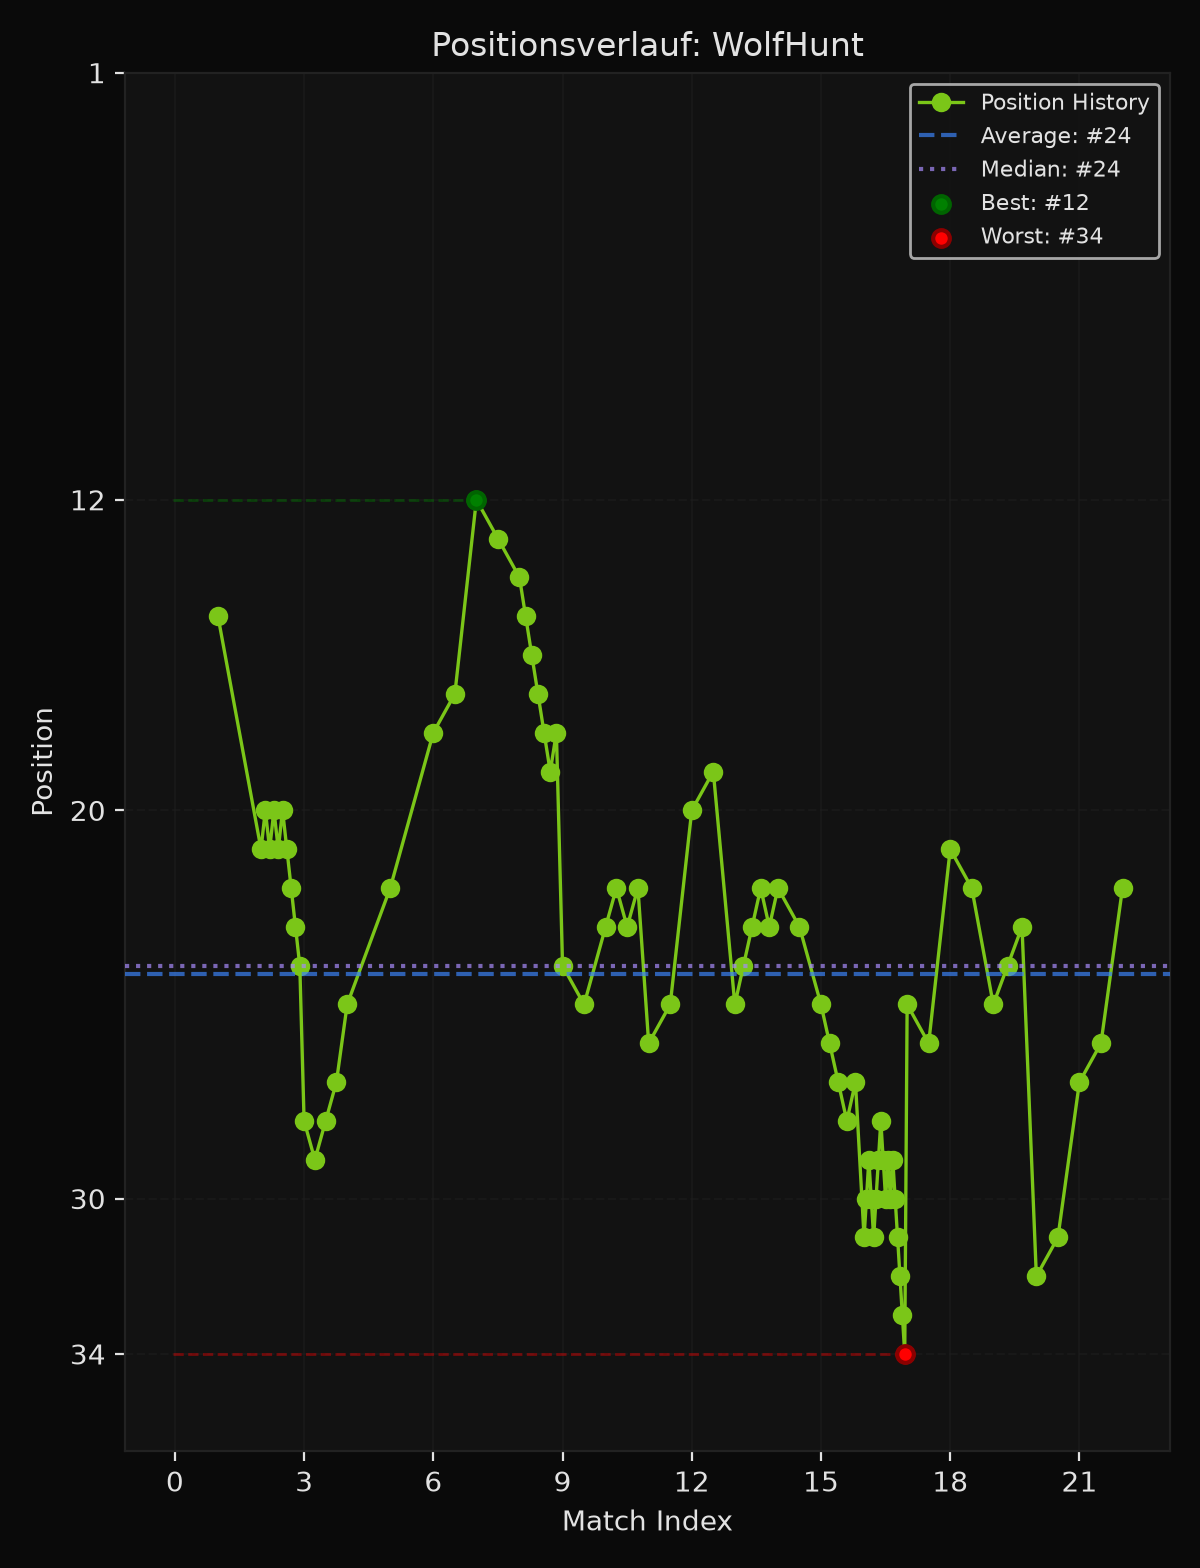 Positionsverlauf: WolfHunt
Position History
Average: #24
Median: #24
Best: #12
Worst: #34
1
12
20
30
34
Position
0 3 6 9 12 15 18 21
Match Index